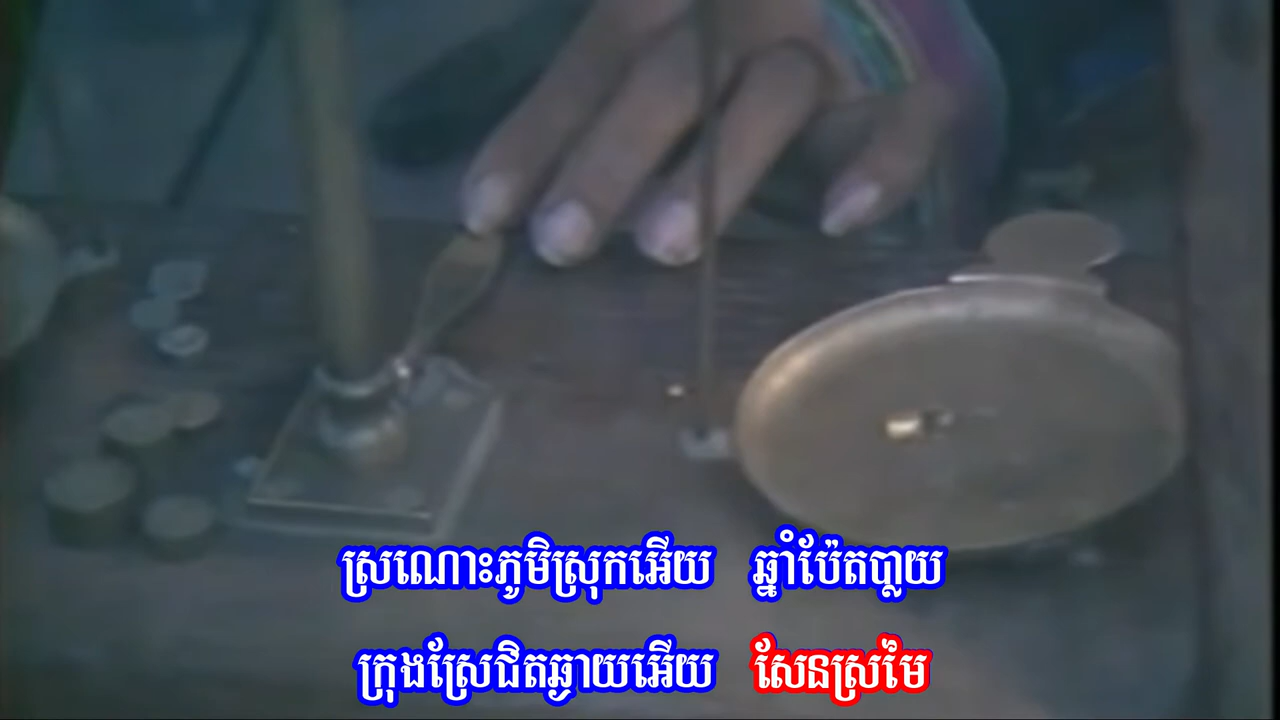 ស្រណោះភូមិស្រុកអើយ ឆ្នាំប៉ែតបួយ
ក្រុងស្រែជិតឆ្ងាយអើយ សែនស្រមៃ